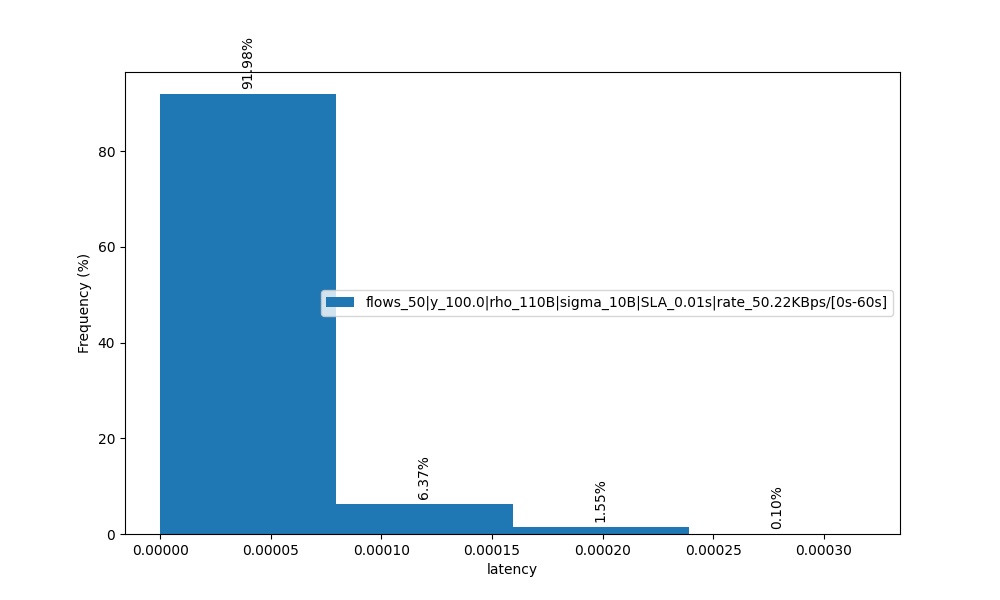 91.98%
80
60
flows_50|y_100.0|rho_110B|sigma_10B|SLA_0.01s|rate_50.22KBps/[0s-60s]
Frequency (%)
40
20
6.37%
1.55%
0.10%
0
0.00000 0.00005 0.00010 0.00015 0.00020 0.00025 0.00030
latency